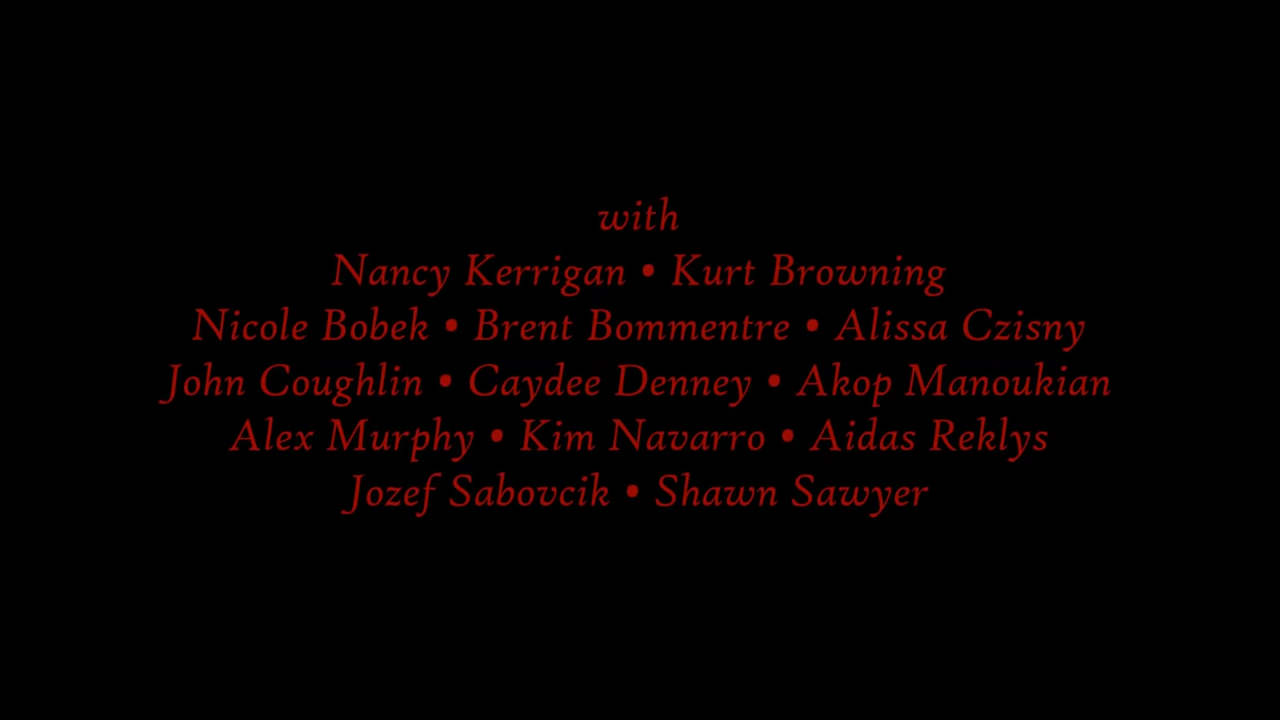 with
Nancy Kerrigan • Kurt Browning
Nicole Bobek • Brent Bommentre • Alissa Czisny
John Coughlin • Caydee Denney • Akop Manoukian
Alex Murphy • Kim Navarro • Aidas Reklys
Jozef Sabovcik • Shawn Sawyer